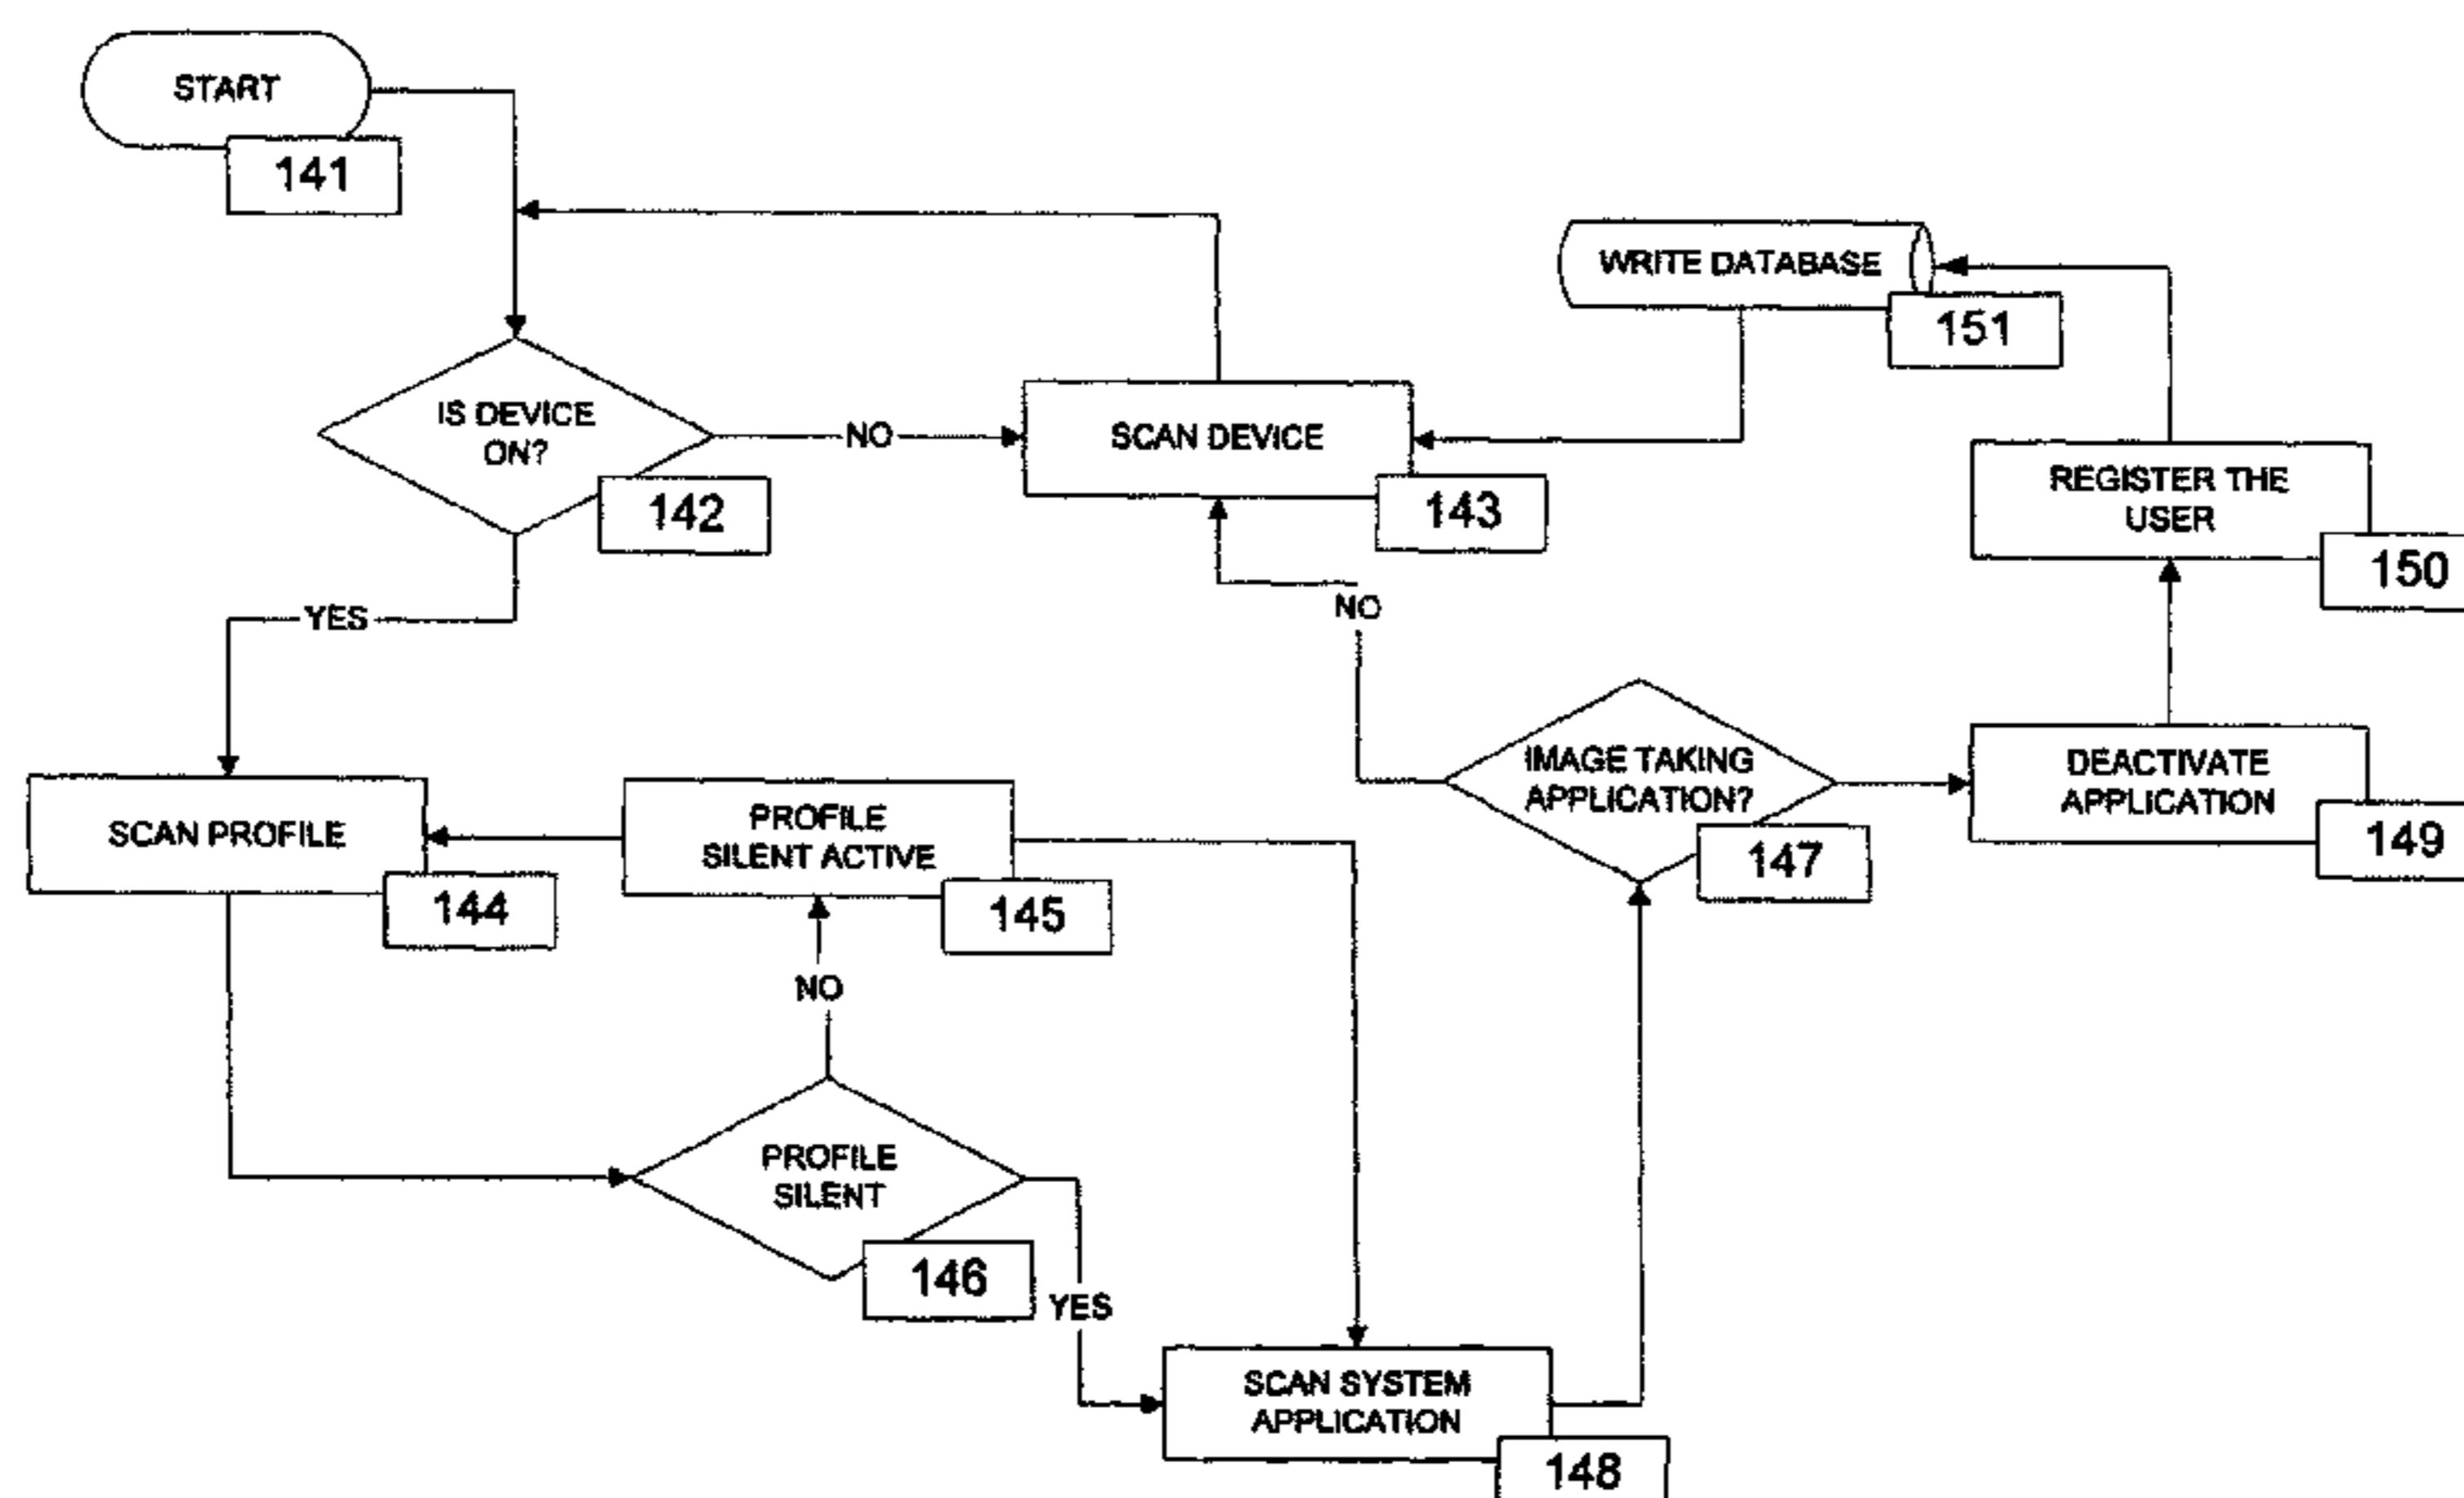 START
141
WRITE DATABASE
151
IS DEVICE
ON?
142
NO
SCAN DEVICE
143
REGISTER THE
USER
150
YES
NO
SCAN PROFILE
144
PROFILE
SILENT ACTIVE
145
IMAGE TAKING
APPLICATION?
147
DEACTIVATE
APPLICATION
149
NO
PROFILE
SILENT
146
YES
SCAN SYSTEM
APPLICATION
148